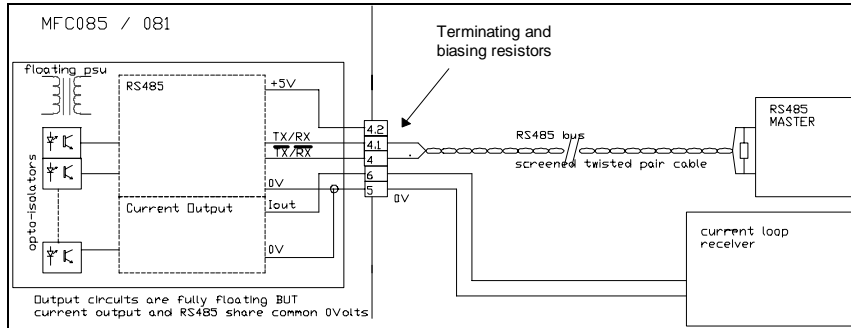 MFC085 / 081
Terminating and
biasing resistors
floating psu
RS485
+5V
4.2
TX/RX
4.1
TX/RX
4
0V
6
5
0V
Current Output
Iout
0V
opto-isolators
RS485 bus
screened twisted pair cable
RS485
MASTER
current loop
receiver
Output circuits are fully floating BUT
current output and RS485 share common 0Volts